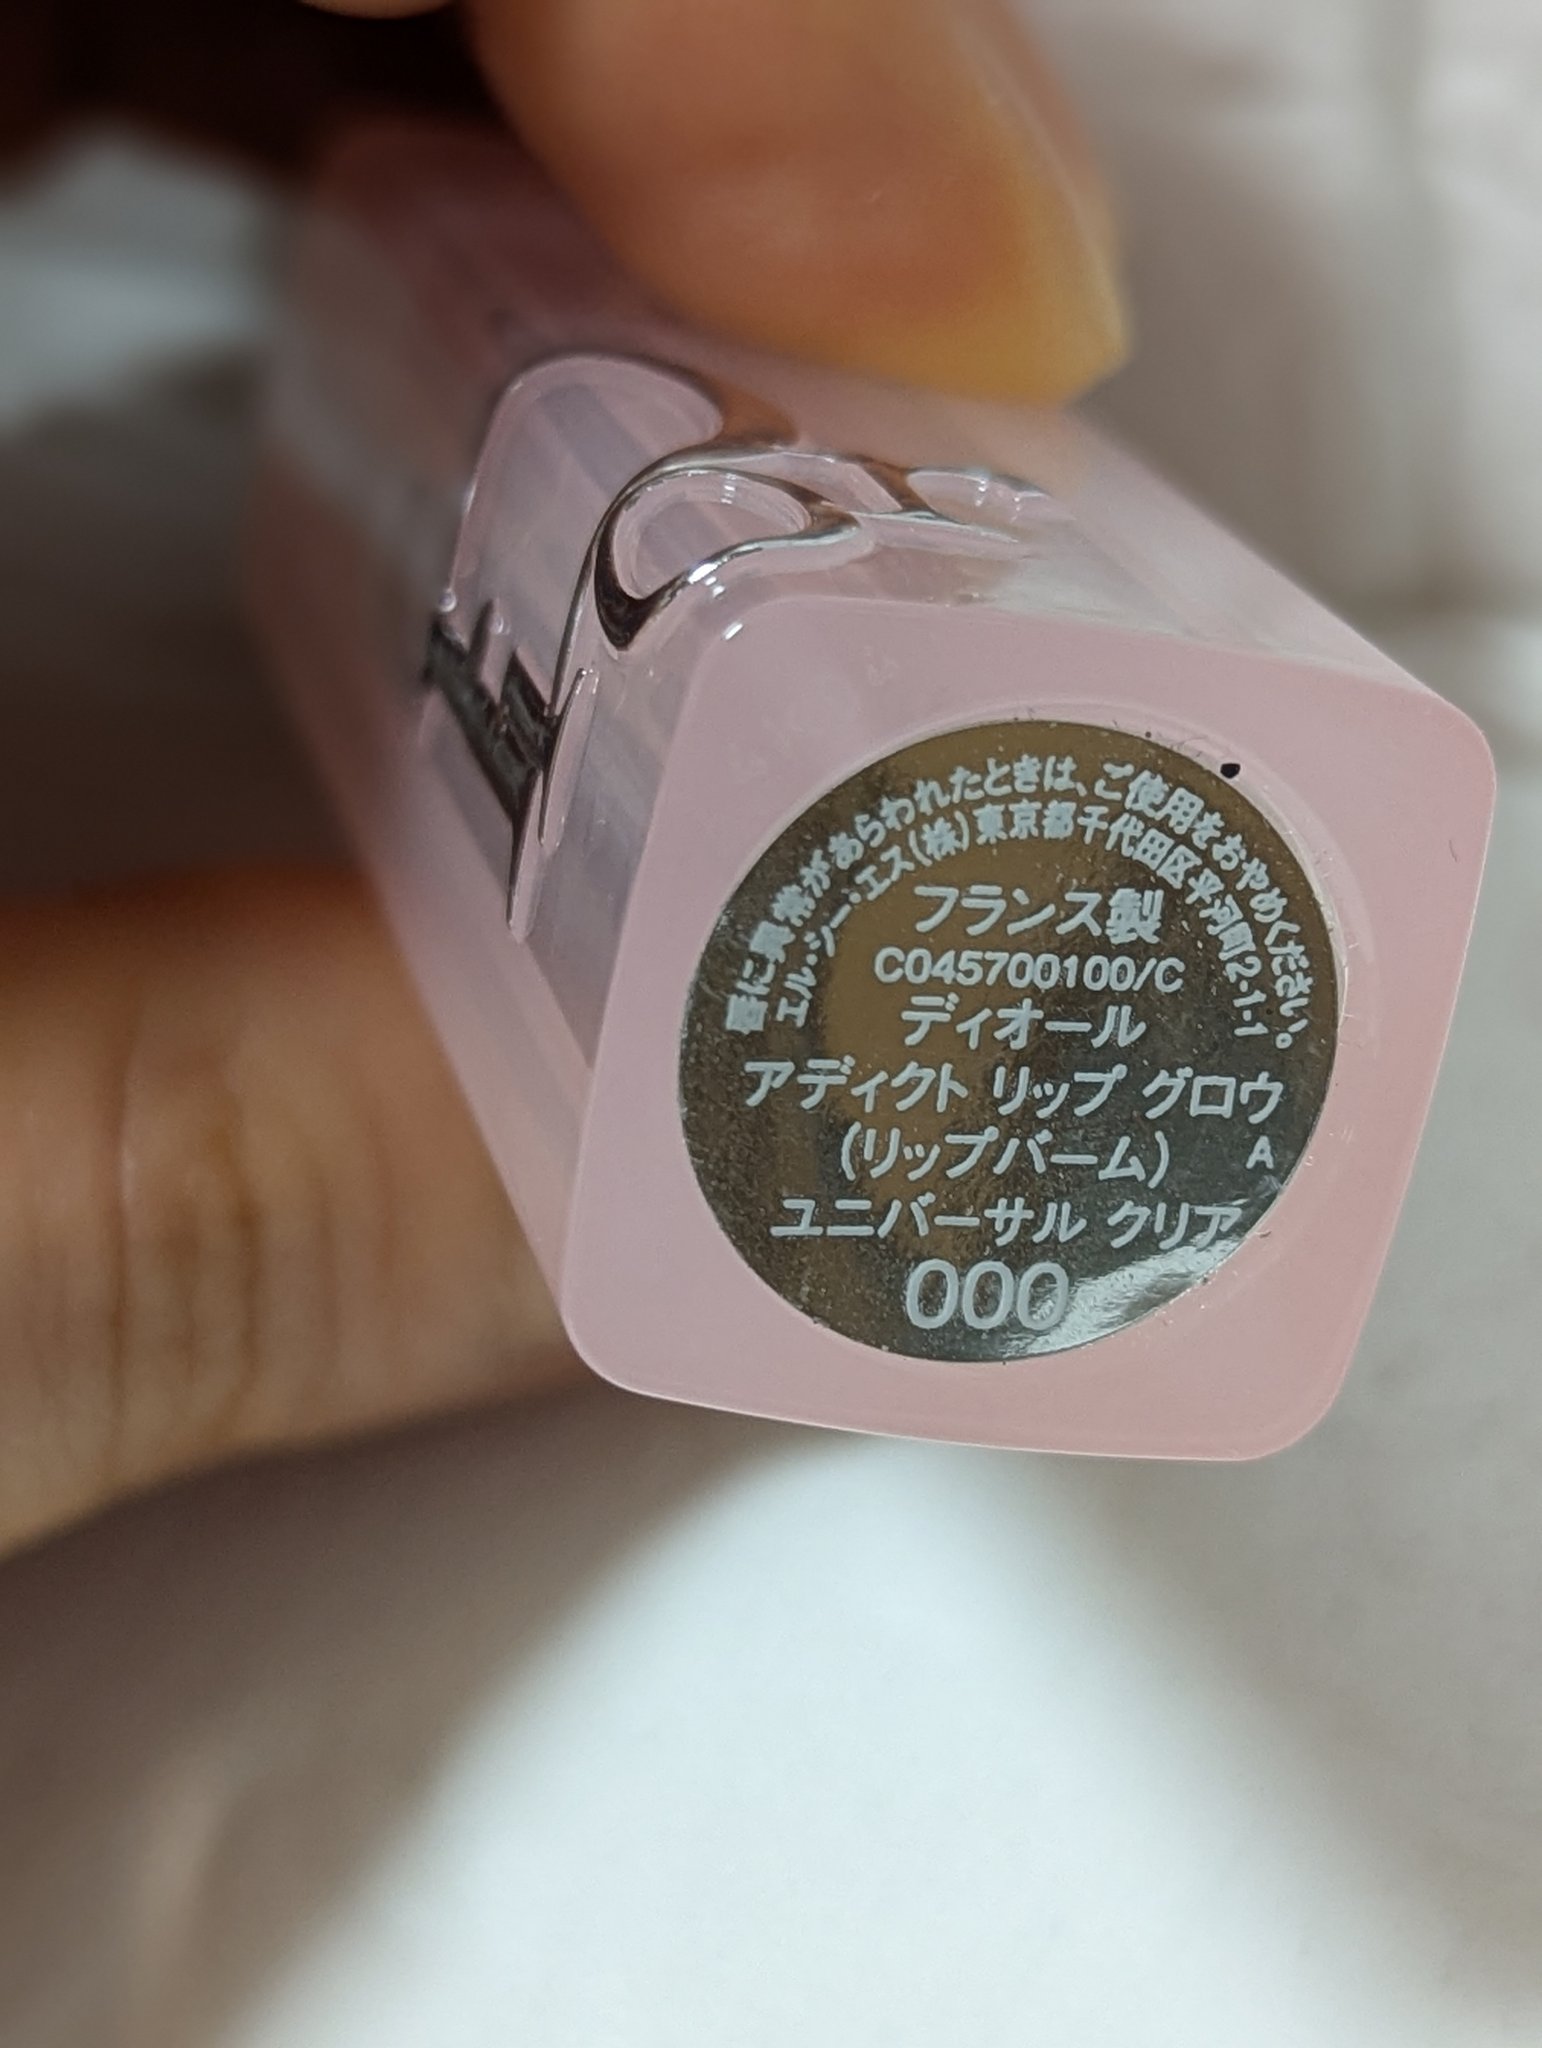 唇に異常があらわれたときは、ご使用をおやめください。
エル・シー・エス(株)東京都千代田区平河町2-1-1
フランス製
C045700100/C
ディオール
アディクト リップ グロウ
(リップバーム) A
ユニバーサル クリア
000